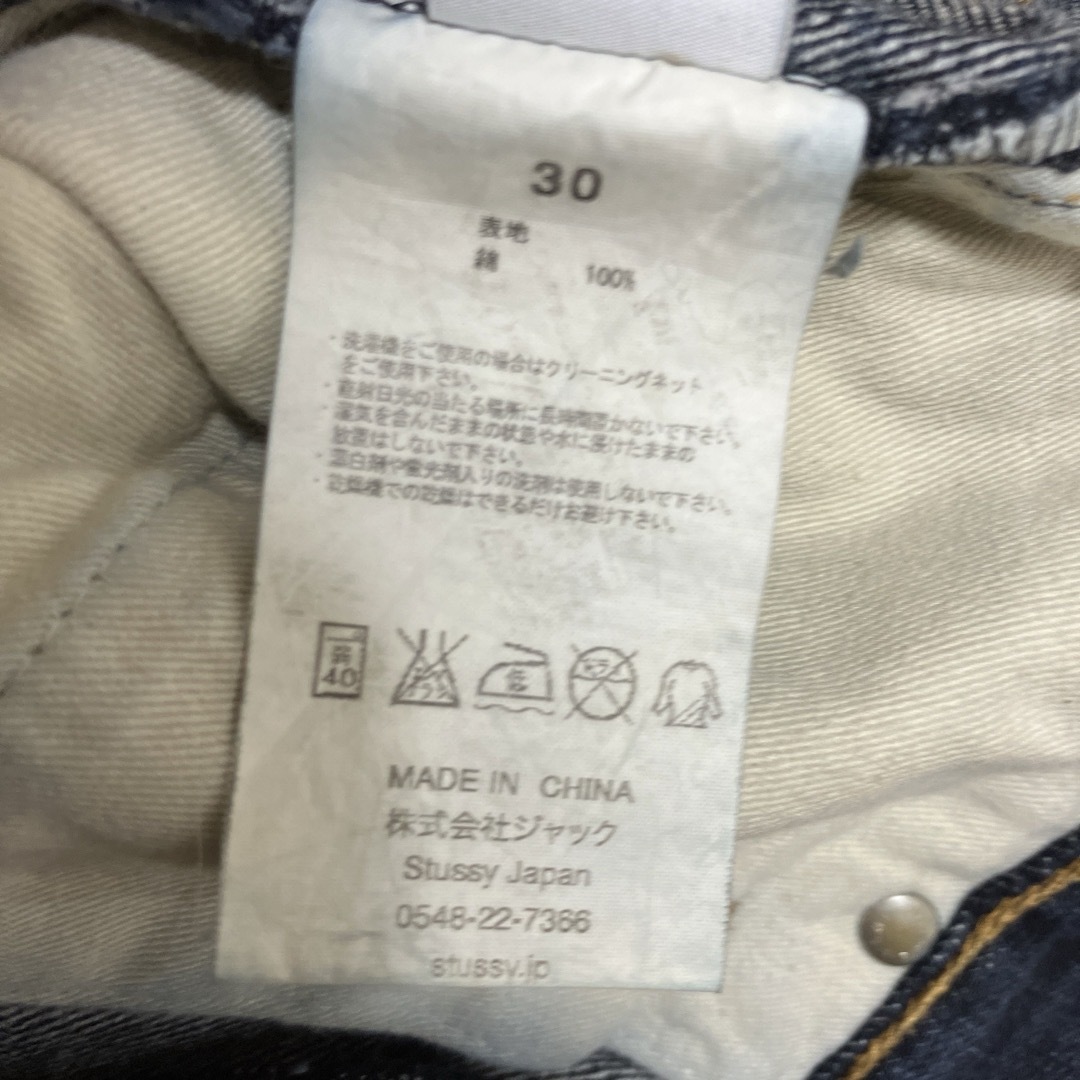 30
表地
綿 100%
・洗濯機をご使用の場合はクリーニングネット
をご使用下さい。
・直射日光の当たる場所に長時間置かないで下さい。
・湿気を含んだままの状態や水に浸けたままの
放置はしないで下さい。
・蛍光剤入りの洗剤は使用しないで下さい。
・乾燥機での乾燥はできるだけお避け下さい。
弱
40
エンソ
サラシ
低
ドライ
MADE IN CHINA
株式会社ジャック
Stussy Japan
0548-22-7366
stussy.jp